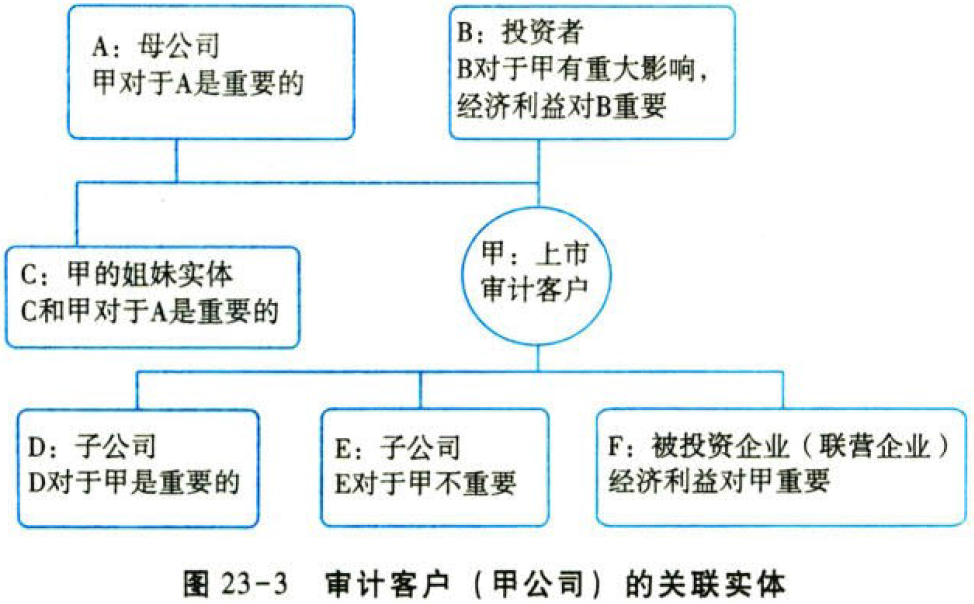 A：母公司
甲对于A是重要的
B：投资者
B对于甲有重大影响，
经济利益对B重要
C：甲的姐妹实体
C和甲对于A是重要的
甲：上市
审计客户
D：子公司
D对于甲是重要的
E：子公司
E对于甲不重要
F：被投资企业（联营企业）
经济利益对甲重要
图 23-3 审计客户（甲公司）的关联实体